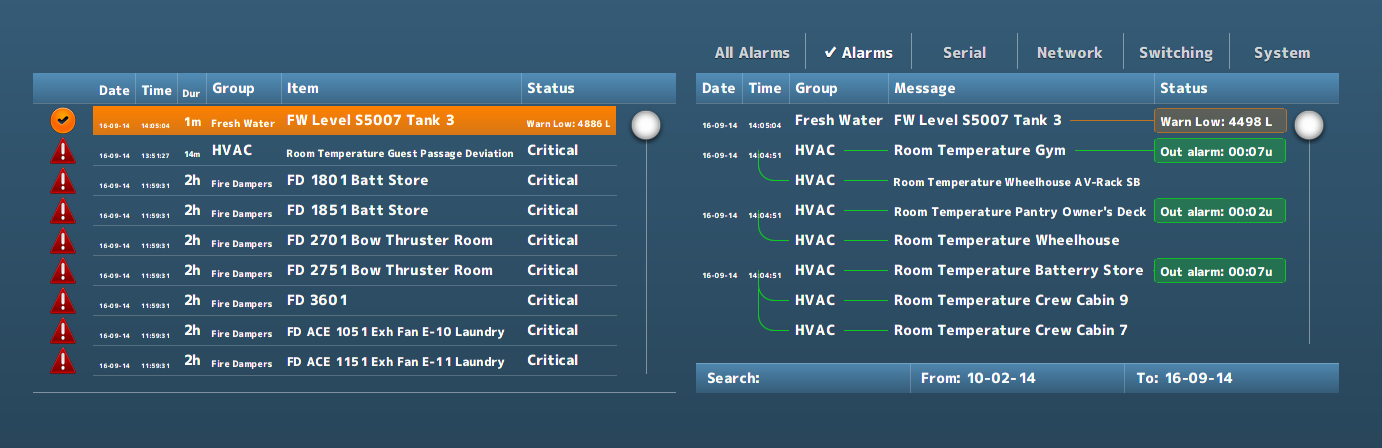 All Alarms ✔ Alarms Serial Network Switching System
Date Time Dur Group Item Status
16-09-14 14:05:04 1m Fresh Water FW Level S5007 Tank 3 Warn Low: 4886 L
16-09-14 13:51:27 14m HVAC Room Temperature Guest Passage Deviation Critical
16-09-14 11:59:31 2h Fire Dampers FD 1801 Batt Store Critical
16-09-14 11:59:31 2h Fire Dampers FD 1851 Batt Store Critical
16-09-14 11:59:31 2h Fire Dampers FD 2701 Bow Thruster Room Critical
16-09-14 11:59:31 2h Fire Dampers FD 2751 Bow Thruster Room Critical
16-09-14 11:59:31 2h Fire Dampers FD 3601 Critical
16-09-14 11:59:31 2h Fire Dampers FD ACE 1051 Exh Fan E-10 Laundry Critical
16-09-14 11:59:31 2h Fire Dampers FD ACE 1151 Exh Fan E-11 Laundry Critical
Date Time Group Message Status
16-09-14 14:05:04 Fresh Water FW Level S5007 Tank 3 Warn Low: 4498 L
16-09-14 14:04:51 HVAC Room Temperature Gym Out alarm: 00:07u
HVAC Room Temperature Wheelhouse AV-Rack SB
16-09-14 14:04:51 HVAC Room Temperature Pantry Owner's Deck Out alarm: 00:02u
HVAC Room Temperature Wheelhouse
16-09-14 14:04:51 HVAC Room Temperature Batterry Store Out alarm: 00:07u
HVAC Room Temperature Crew Cabin 9
HVAC Room Temperature Crew Cabin 7
Search: From: 10-02-14 To: 16-09-14